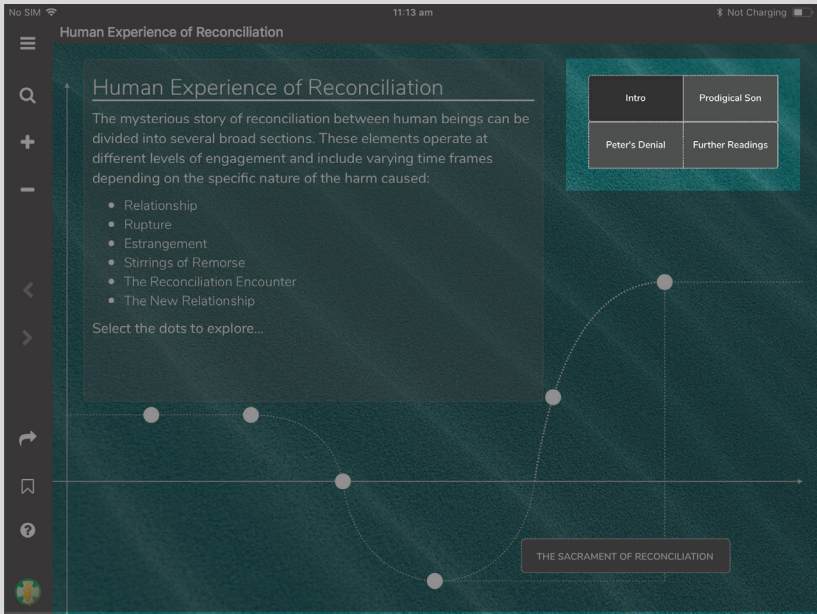 No SIM
11:13 am
Not Charging
Human Experience of Reconciliation
Human Experience of Reconciliation
The mysterious story of reconciliation between human beings can be
divided into several broad sections. These elements operate at
different levels of engagement and include varying time frames
depending on the specific nature of the harm caused:
Relationship
Rupture
Estrangement
Stirrings of Remorse
The Reconciliation Encounter
The New Relationship
Select the dots to explore...
Intro
Prodigical Son
Peter's Denial
Further Readings
THE SACRAMENT OF RECONCILIATION